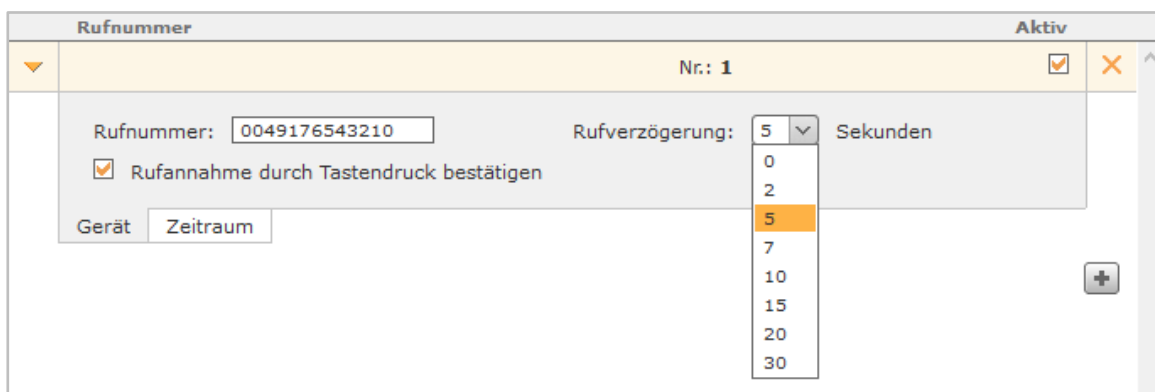 Rufnummer Aktiv
Nr.: 1
Rufnummer: 0049176543210 Rufverzögerung: 5 Sekunden
Rufannahme durch Tastendruck bestätigen
0
2
5
7
10
15
20
30
Gerät Zeitraum